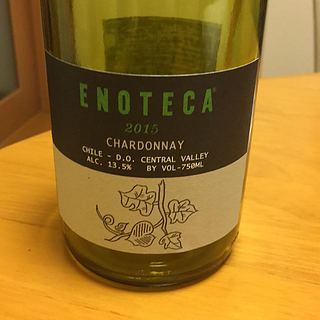 ENOTECA
2015
CHARDONNAY
CHILE - D.O. CENTRAL VALLEY
ALC. 13.5% BY VOL-750ML